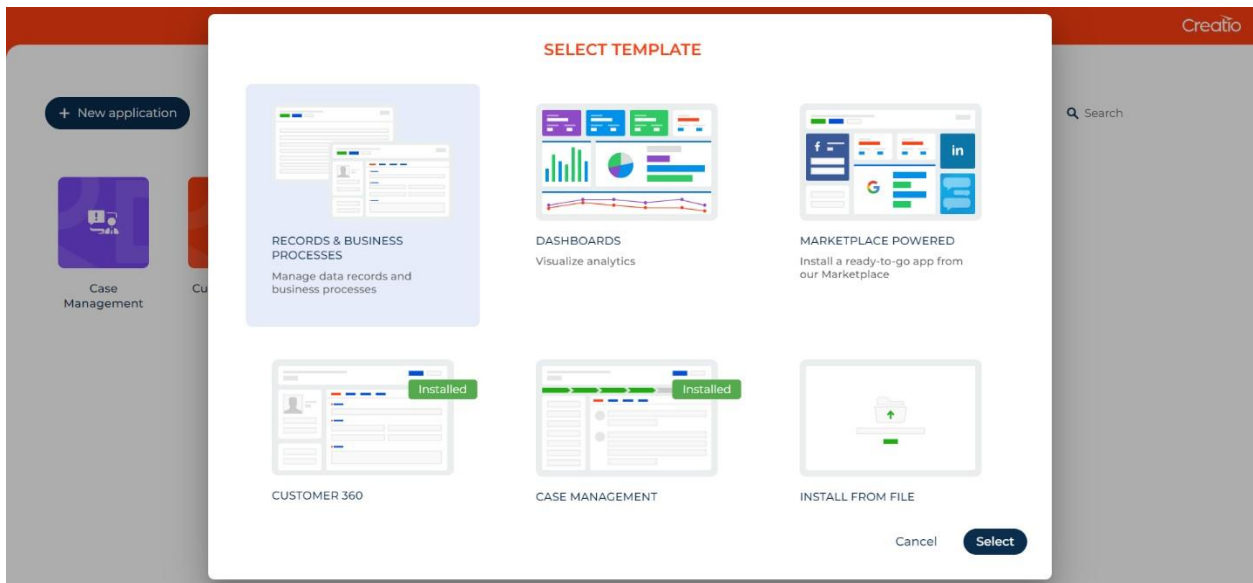 Creatio
SELECT TEMPLATE
+ New application
Search
Case
Management
Cu
RECORDS & BUSINESS
PROCESSES
Manage data records and
business processes
DASHBOARDS
Visualize analytics
MARKETPLACE POWERED
Install a ready-to-go app from
our Marketplace
f
in
G
Installed
CUSTOMER 360
Installed
CASE MANAGEMENT
INSTALL FROM FILE
Cancel
Select